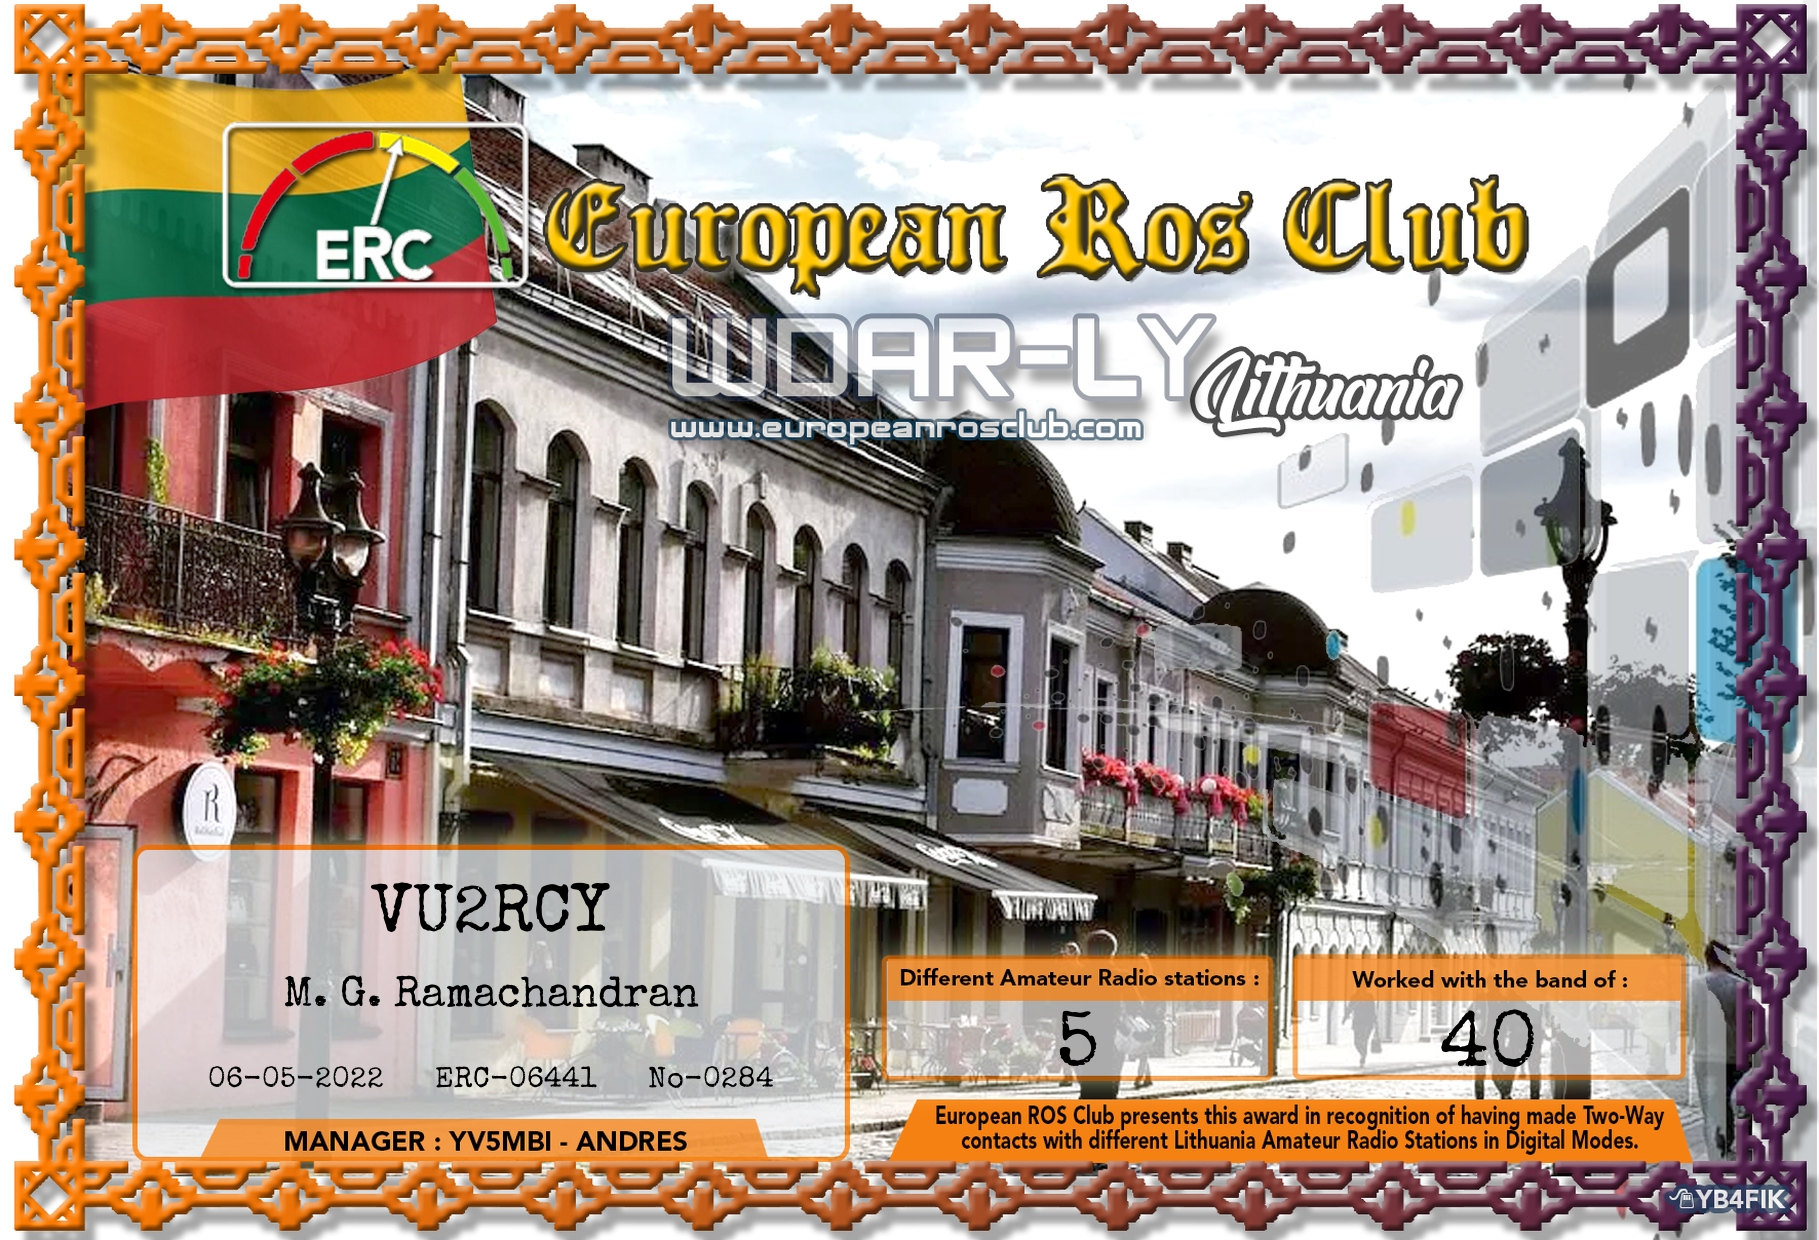 ERC
European Ros Club
WDAR-LY Lithuania
www.europeanrosclub.com
R
VU2RCY
M. G. Ramachandran
06-05-2022 ERC-06441 No-0284
MANAGER : YV5MBI - ANDRES
Different Amateur Radio stations :
5
Worked with the band of :
40
European ROS Club presents this award in recognition of having made Two-Way
contacts with different Lithuania Amateur Radio Stations in Digital Modes.
YB4FIK